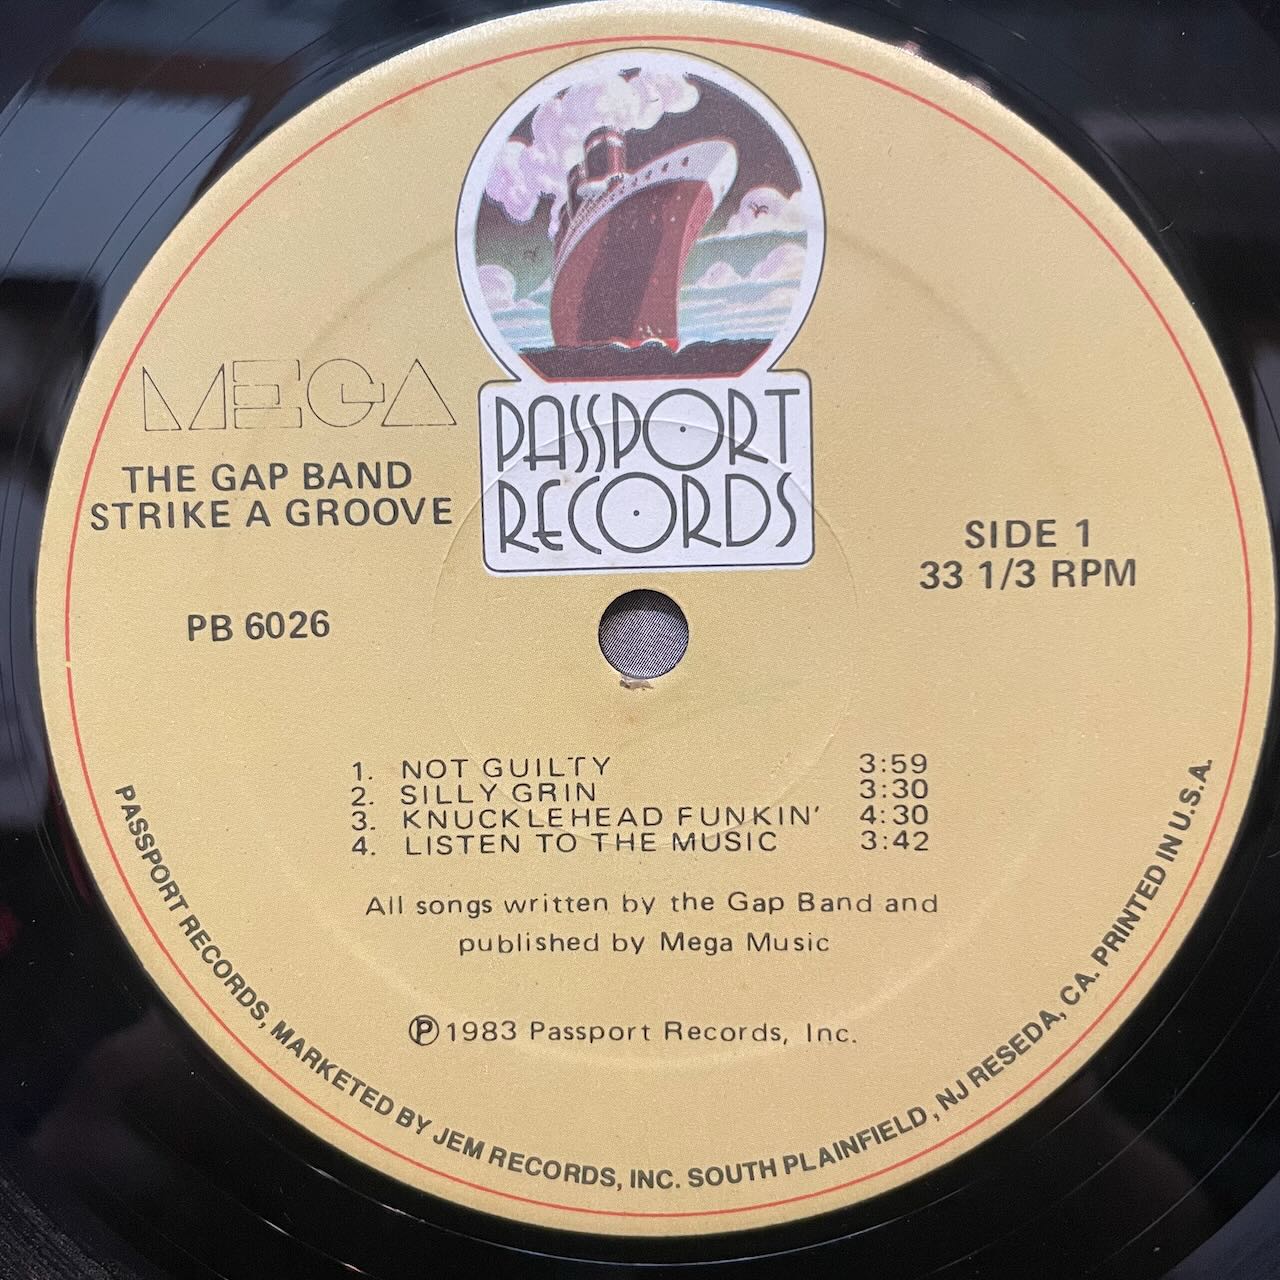 PASSPORT
RECORDS
MEGA
THE GAP BAND
STRIKE A GROOVE
PB 6026
SIDE 1
33 1/3 RPM
1. NOT GUILTY 3:59
2. SILLY GRIN 3:30
3. KNUCKLEHEAD FUNKIN' 4:30
4. LISTEN TO THE MUSIC 3:42
All songs written by the Gap Band and
published by Mega Music
℗ 1983 Passport Records, Inc.
PASSPORT RECORDS, MARKETED BY JEM RECORDS, INC. SOUTH PLAINFIELD, NJ RESEDA, CA. PRINTED IN U.S.A.